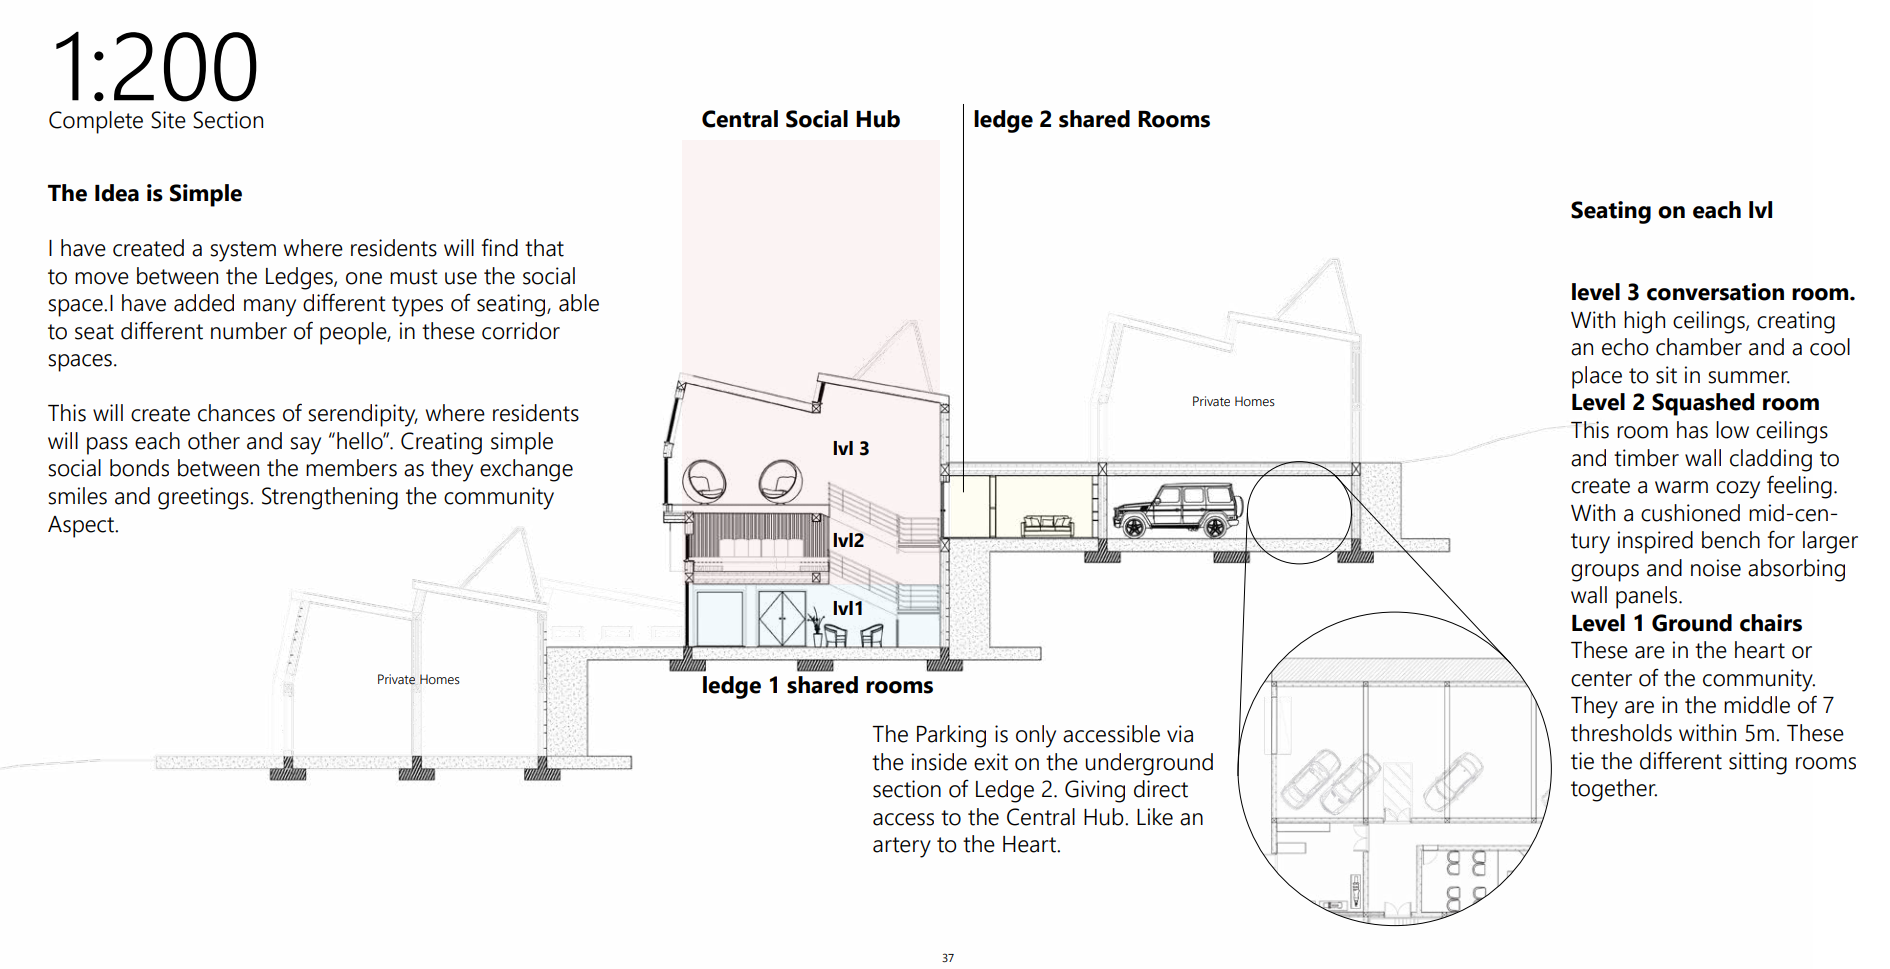 1:200
Complete Site Section
The Idea is Simple
I have created a system where residents will find that
to move between the Ledges, one must use the social
space.I have added many different types of seating, able
to seat different number of people, in these corridor
spaces.
This will create chances of serendipity, where residents
will pass each other and say “hello”. Creating simple
social bonds between the members as they exchange
smiles and greetings. Strengthening the community
Aspect.
Central Social Hub
ledge 2 shared Rooms
Private Homes
lvl 3
lvl2
lvl1
Private Homes
ledge 1 shared rooms
The Parking is only accessible via
the inside exit on the underground
section of Ledge 2. Giving direct
access to the Central Hub. Like an
artery to the Heart.
Seating on each lvl
level 3 conversation room.
With high ceilings, creating
an echo chamber and a cool
place to sit in summer.
Level 2 Squashed room
This room has low ceilings
and timber wall cladding to
create a warm cozy feeling.
With a cushioned mid-cen-
tury inspired bench for larger
groups and noise absorbing
wall panels.
Level 1 Ground chairs
These are in the heart or
center of the community.
They are in the middle of 7
thresholds within 5m. These
tie the different sitting rooms
together.
37